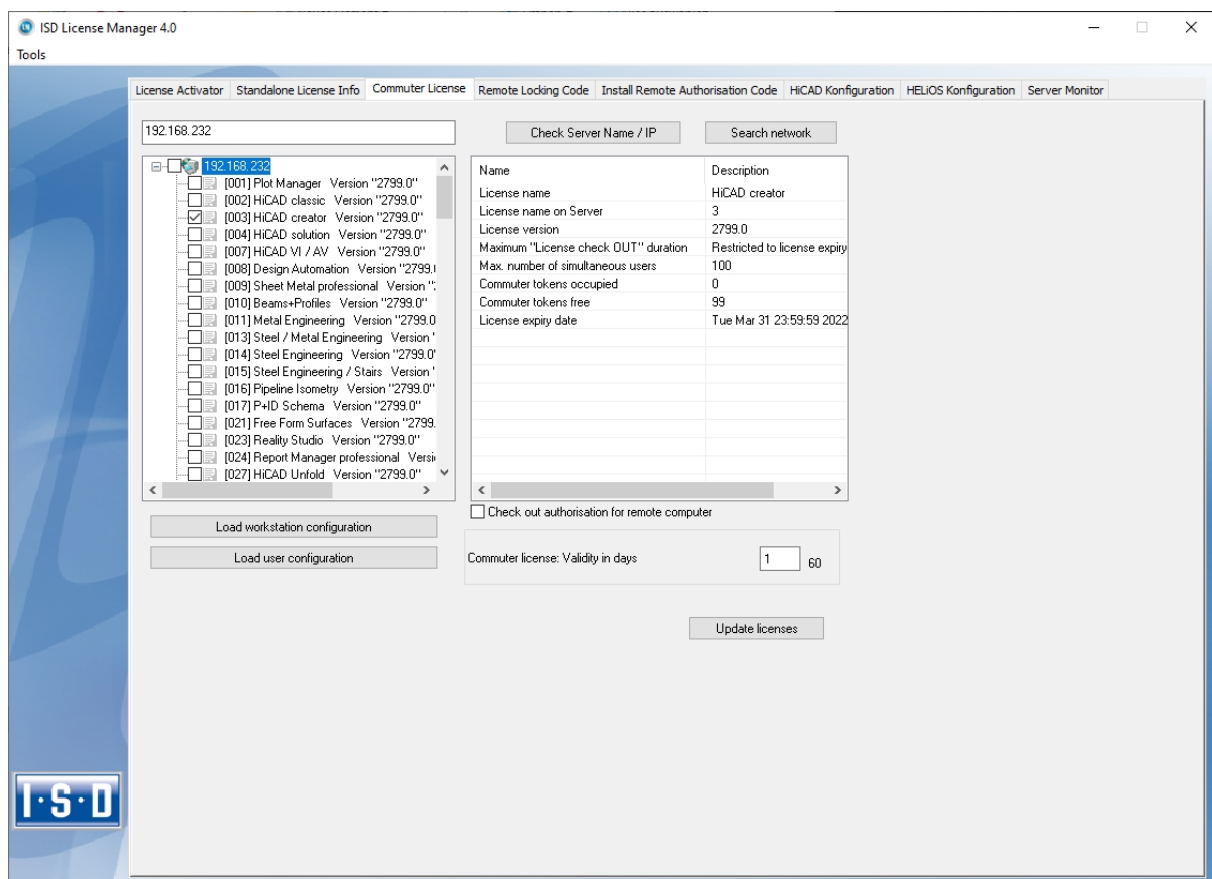 ISD License Manager 4.0
Tools
License Activator Standalone License Info Commuter License Remote Locking Code Install Remote Authorisation Code HiCAD Konfiguration HELiOS Konfiguration Server Monitor
192.168.232 Check Server Name / IP Search network
192.168.232
[001] Plot Manager Version "2799.0"
[002] HiCAD classic Version "2799.0"
[003] HiCAD creator Version "2799.0"
[004] HiCAD solution Version "2799.0"
[007] HiCAD VI / AV Version "2799.0"
[008] Design Automation Version "2799.
[009] Sheet Metal professional Version "
[010] Beams+Profiles Version "2799.0"
[011] Metal Engineering Version "2799.0
[013] Steel / Metal Engineering Version "
[014] Steel Engineering Version "2799.0"
[015] Steel Engineering / Stairs Version "
[016] Pipeline Isometry Version "2799.0"
[017] P+ID Schema Version "2799.0"
[021] Free Form Surfaces Version "2799.
[023] Reality Studio Version "2799.0"
[024] Report Manager professional Versi
[027] HiCAD Unfold Version "2799.0"
Name Description
License name HiCAD creator
License name on Server 3
License version 2799.0
Maximum "License check OUT" duration Restricted to license expiry
Max. number of simultaneous users 100
Commuter tokens occupied 0
Commuter tokens free 99
License expiry date Tue Mar 31 23:59:59 2022
Load workstation configuration
Load user configuration
Check out authorisation for remote computer
Commuter license: Validity in days 1 60
Update licenses
I·S·D